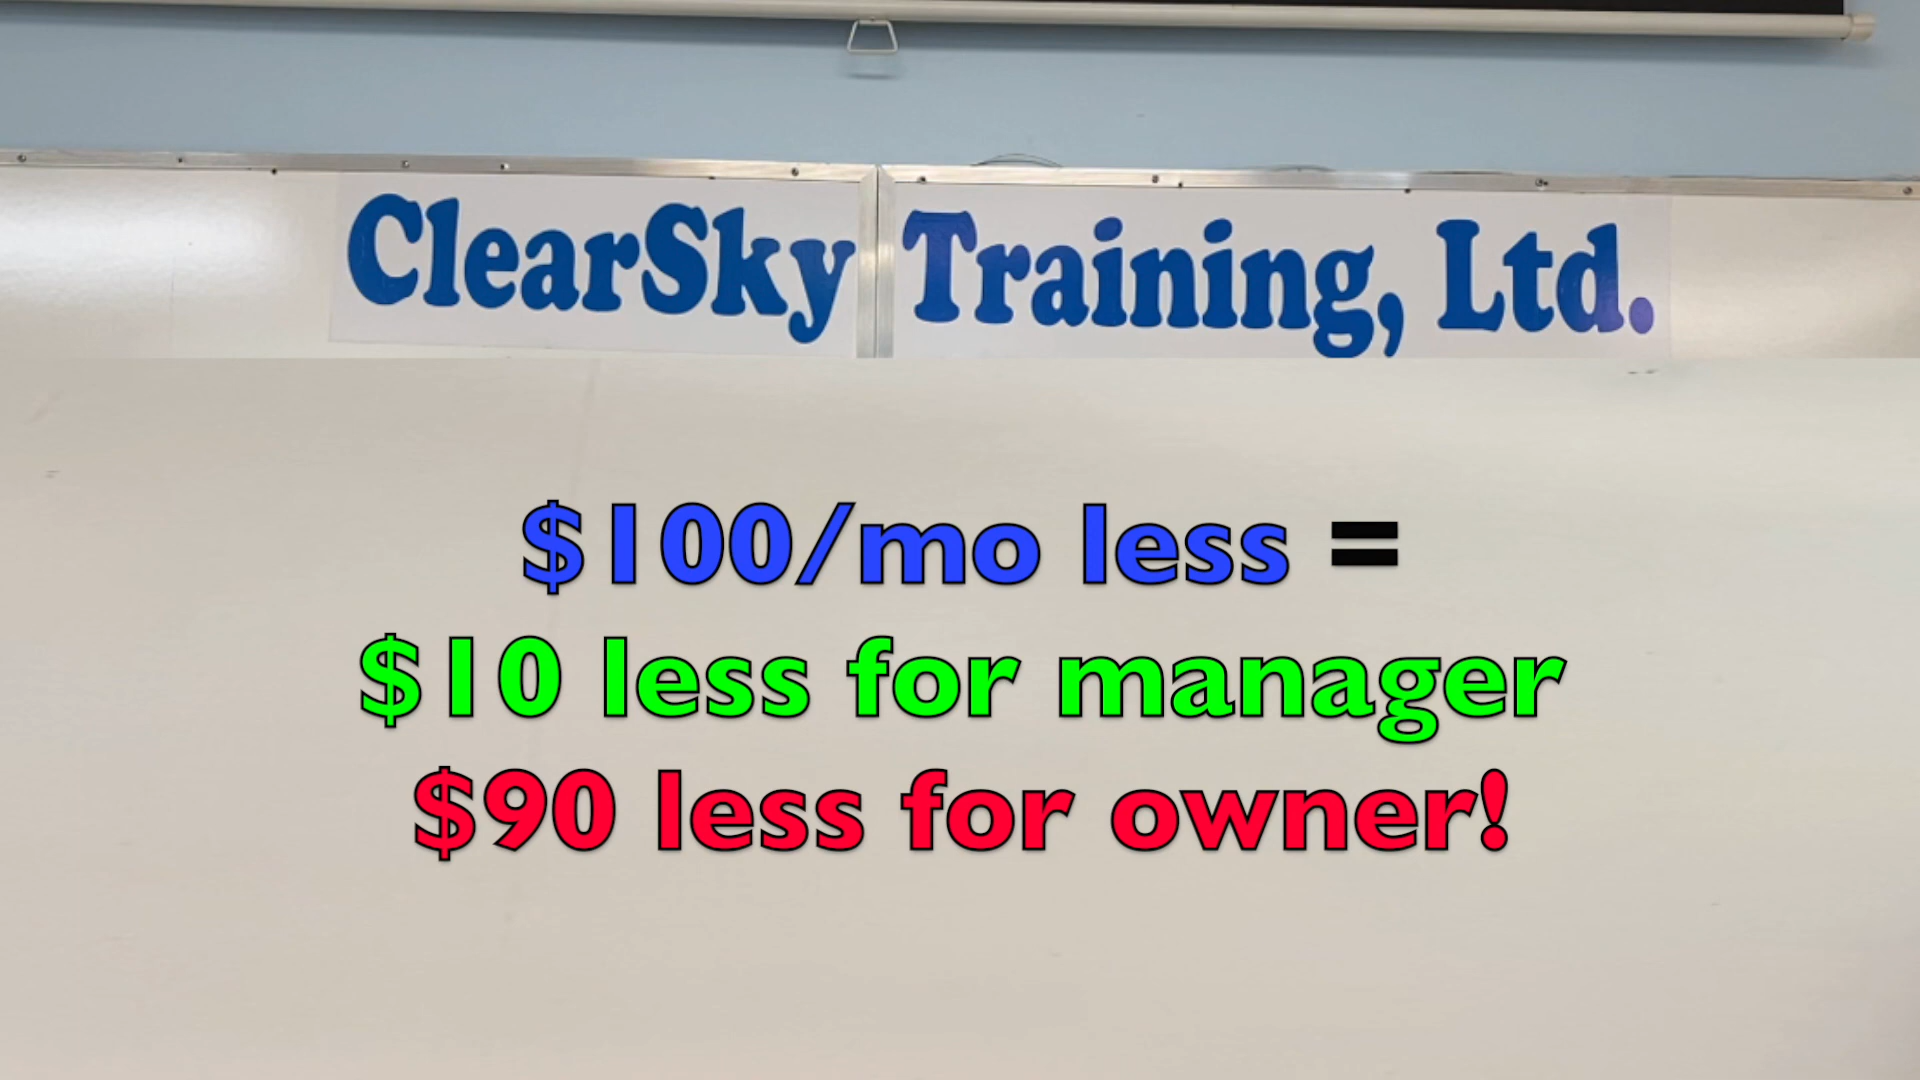 ClearSky Training, Ltd.
$100/mo less =
$10 less for manager
$90 less for owner!